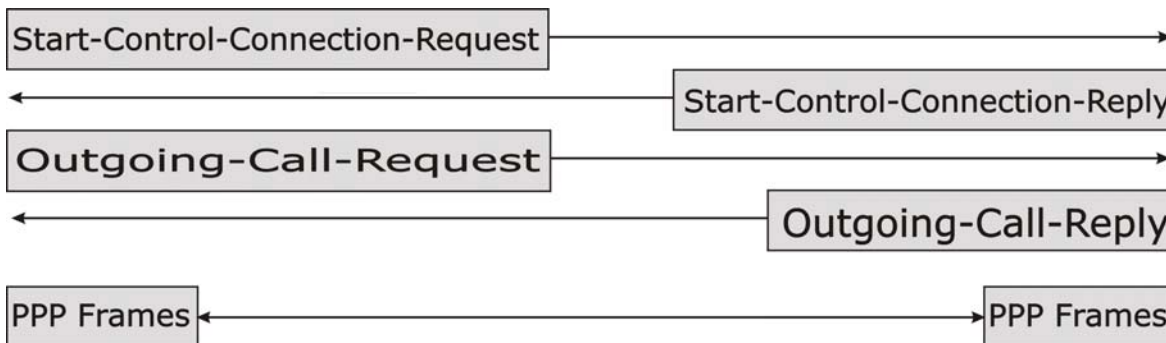 Start-Control-Connection-Request
Start-Control-Connection-Reply
Outgoing-Call-Request
Outgoing-Call-Reply
PPP Frames
PPP Frames